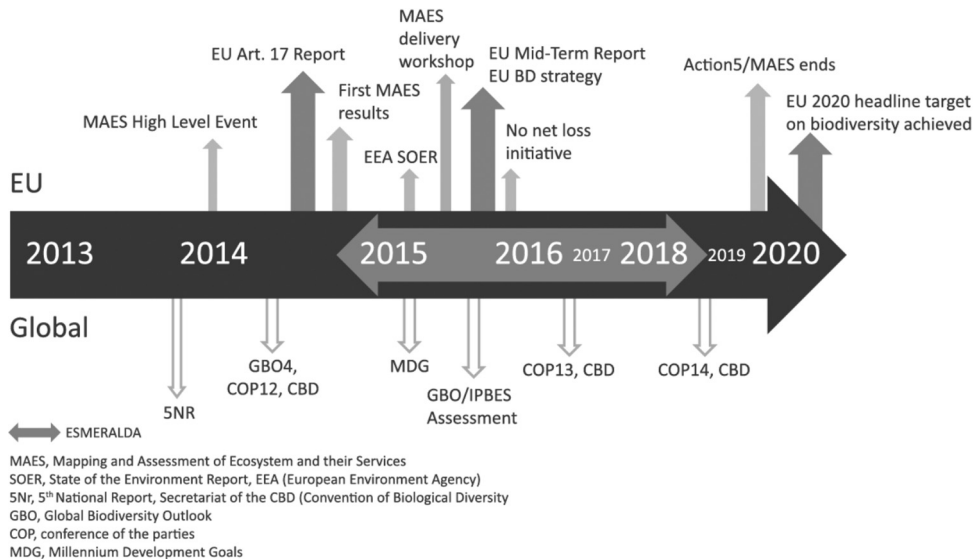 MAES
delivery
workshop
EU Art. 17 Report
EU Mid-Term Report
EU BD strategy
Action5/MAES ends
First MAES
results
EU 2020 headline target
on biodiversity achieved
MAES High Level Event
No net loss
initiative
EEA SOER
EU
2013 2014 2015 2016 2017 2018 2019 2020
Global
GBO4,
COP12, CBD
MDG
COP13, CBD
COP14, CBD
GBO/IPBES
Assessment
5NR
ESMERALDA
MAES, Mapping and Assessment of Ecosystem and their Services
SOER, State of the Environment Report, EEA (European Environment Agency)
5Nr, 5th National Report, Secretariat of the CBD (Convention of Biological Diversity
GBO, Global Biodiversity Outlook
COP, conference of the parties
MDG, Millennium Development Goals